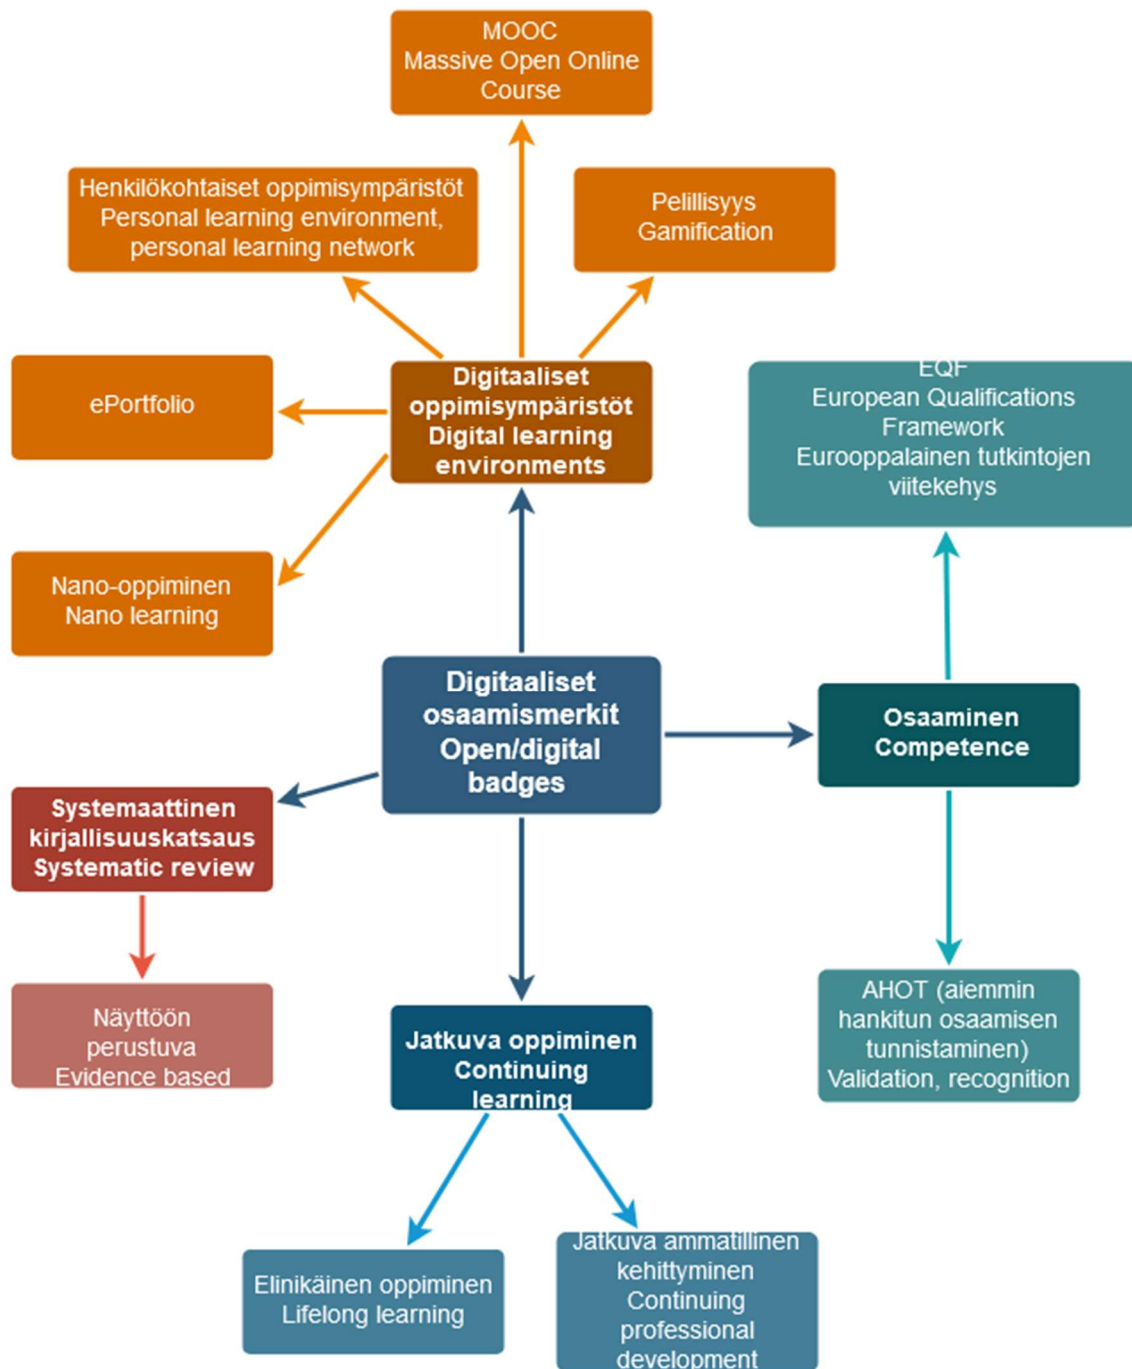 MOOC
Massive Open Online
Course
Henkilökohtaiset oppimisympäristöt
Personal learning environment,
personal learning network
Pelillisyys
Gamification
ePortfolio
Digitaaliset
oppimisympäristöt
Digital learning
environments
EQF
European Qualifications
Framework
Eurooppalainen tutkintojen
viitekehys
Nano-oppiminen
Nano learning
Digitaaliset
osaamismerkit
Open/digital
badges
Osaaminen
Competence
Systemaattinen
kirjallisuuskatsaus
Systematic review
Näyttöön
perustuva
Evidence based
Jatkuva oppiminen
Continuing
learning
AHOT (aiemmin
hankitun osaamisen
tunnistaminen)
Validation, recognition
Elinikäinen oppiminen
Lifelong learning
Jatkuva ammatillinen
kehittyminen
Continuing
professional
development